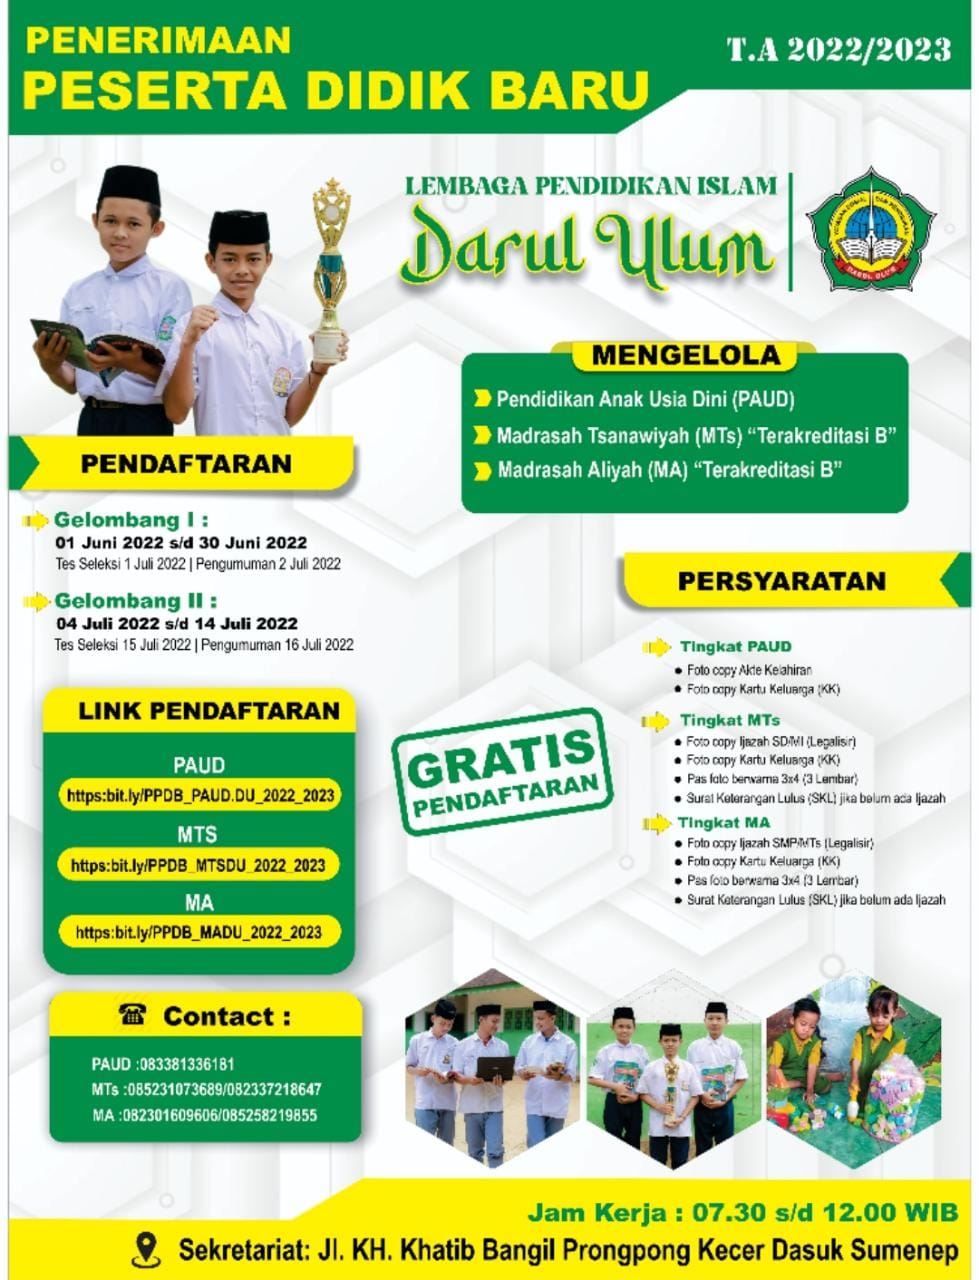 PENERIMAAN
PESERTA DIDIK BARU
T.A 2022/2023
LEMBAGA PENDIDIKAN ISLAM
Darul Ulum
YAYASAN SOSIAL DAN PENDIDIKAN
DARUL ULUM
MENGELOLA
Pendidikan Anak Usia Dini (PAUD)
Madrasah Tsanawiyah (MTs) “Terakreditasi B”
Madrasah Aliyah (MA) “Terakreditasi B”
PENDAFTARAN
Gelombang I :
01 Juni 2022 s/d 30 Juni 2022
Tes Seleksi 1 Juli 2022 | Pengumuman 2 Juli 2022
Gelombang II :
04 Juli 2022 s/d 14 Juli 2022
Tes Seleksi 15 Juli 2022 | Pengumuman 16 Juli 2022
LINK PENDAFTARAN
PAUD
https:bit.ly/PPDB_PAUD.DU_2022_2023
MTS
https:bit.ly/PPDB_MTSDU_2022_2023
MA
https:bit.ly/PPDB_MADU_2022_2023
GRATIS
PENDAFTARAN
PERSYARATAN
Tingkat PAUD
• Foto copy Akte Kelahiran
• Foto copy Kartu Keluarga (KK)
Tingkat MTs
• Foto copy Ijazah SD/MI (Legalisir)
• Foto copy Kartu Keluarga (KK)
• Pas foto berwarna 3x4 (3 Lembar)
• Surat Keterangan Lulus (SKL) jika belum ada Ijazah
Tingkat MA
• Foto copy Ijazah SMP/MTs (Legalisir)
• Foto copy Kartu Keluarga (KK)
• Pas foto berwarna 3x4 (3 Lembar)
• Surat Keterangan Lulus (SKL) jika belum ada Ijazah
Contact :
PAUD :083381336181
MTs :085231073689/082337218647
MA :082301609606/085258219855
Jam Kerja : 07.30 s/d 12.00 WIB
Sekretariat: Jl. KH. Khatib Bangil Prongpong Kecer Dasuk Sumenep